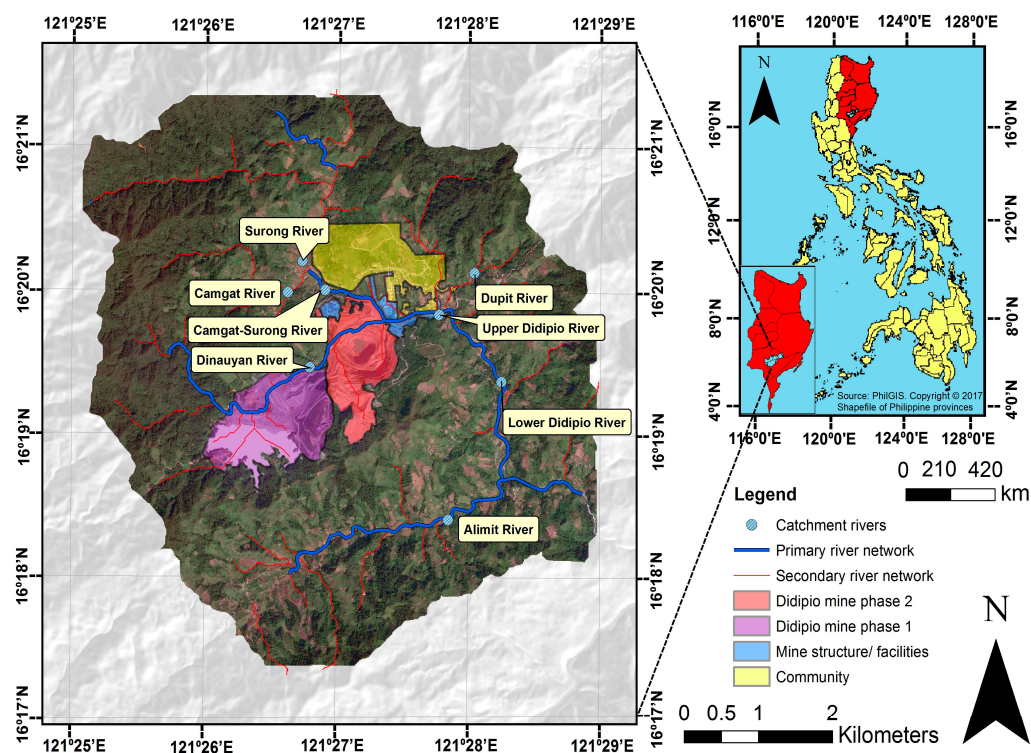 121°25'E 121°26'E 121°27'E 121°28'E 121°29'E
16°21'N
16°20'N
16°19'N
16°18'N
16°17'N
Surong River
Camgat River
Camgat-Surong River
Dinauyan River
Dupit River
Upper Didipio River
Lower Didipio River
Alimit River
16°21'N
16°20'N
16°19'N
16°18'N
16°17'N
121°25'E 121°26'E 121°27'E 121°28'E 121°29'E
116°0'E 120°0'E 124°0'E 128°0'E
N
16°0'N
12°0'N
8°0'N
4°0'N
16°0'N
12°0'N
8°0'N
4°0'N
Source: PhilGIS. Copyright © 2017
Shapefile of Philippine provinces
116°0'E 120°0'E 124°0'E 128°0'E
0 210 420
km
Legend
Catchment rivers
Primary river network
Secondary river network
Didipio mine phase 2
Didipio mine phase 1
Mine structure/ facilities
Community
N
0 0.5 1 2
Kilometers